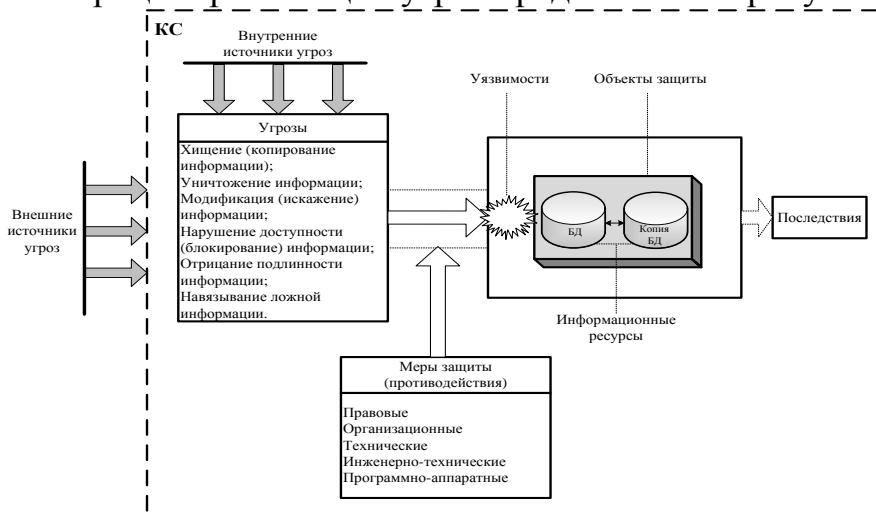 КС
Внутренние
источники угроз
Уязвимости
Объекты защиты
Угрозы
Хищение (копирование
информации);
Уничтожение информации;
Модификация (искажение)
информации;
Нарушение доступности
(блокирование) информации;
Отрицание подлинности
информации;
Навязывание ложной
информации.
Внешние
источники
угроз
БД
Копия
БД
Последствия
Информационные
ресурсы
Меры защиты
(противодействия)
Правовые
Организационные
Технические
Инженерно-технические
Программно-аппаратные